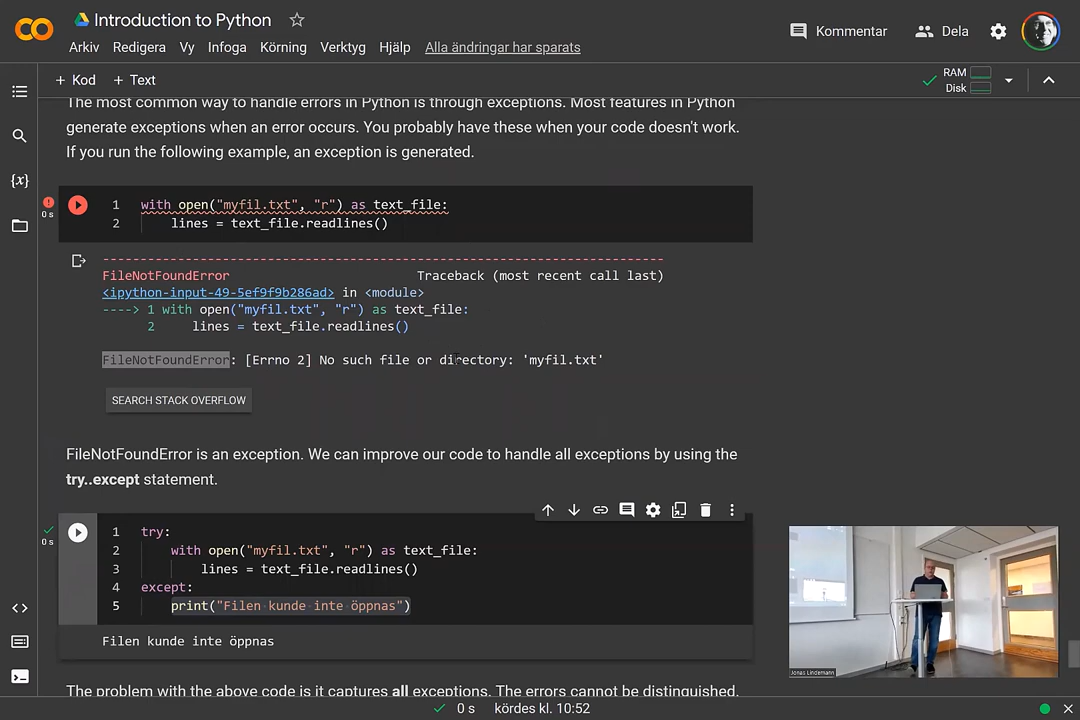 Introduction to Python
Arkiv Redigera Vy Infoga Körning Verktyg Hjälp Alla ändringar har sparats
Kommentar Dela
+ Kod + Text
RAM
Disk
The most common way to handle errors in Python is through exceptions. Most features in Python
generate exceptions when an error occurs. You probably have these when your code doesn't work.
If you run the following example, an exception is generated.
0 s
1 with open("myfil.txt", "r") as text_file:
2 lines = text_file.readlines()
---------------------------------------------------------------------------
FileNotFoundError Traceback (most recent call last)
<ipython-input-49-5ef9f9b286ad> in <module>
----> 1 with open("myfil.txt", "r") as text_file:
2 lines = text_file.readlines()
FileNotFoundError: [Errno 2] No such file or directory: 'myfil.txt'
SEARCH STACK OVERFLOW
FileNotFoundError is an exception. We can improve our code to handle all exceptions by using the
try..except statement.
0 s
1 try:
2 with open("myfil.txt", "r") as text_file:
3 lines = text_file.readlines()
4 except:
5 print("Filen kunde inte öppnas")
Filen kunde inte öppnas
The problem with the above code is it captures all exceptions. The errors cannot be distinguished.
Jonas Lindemann
0 s kördes kl. 10:52